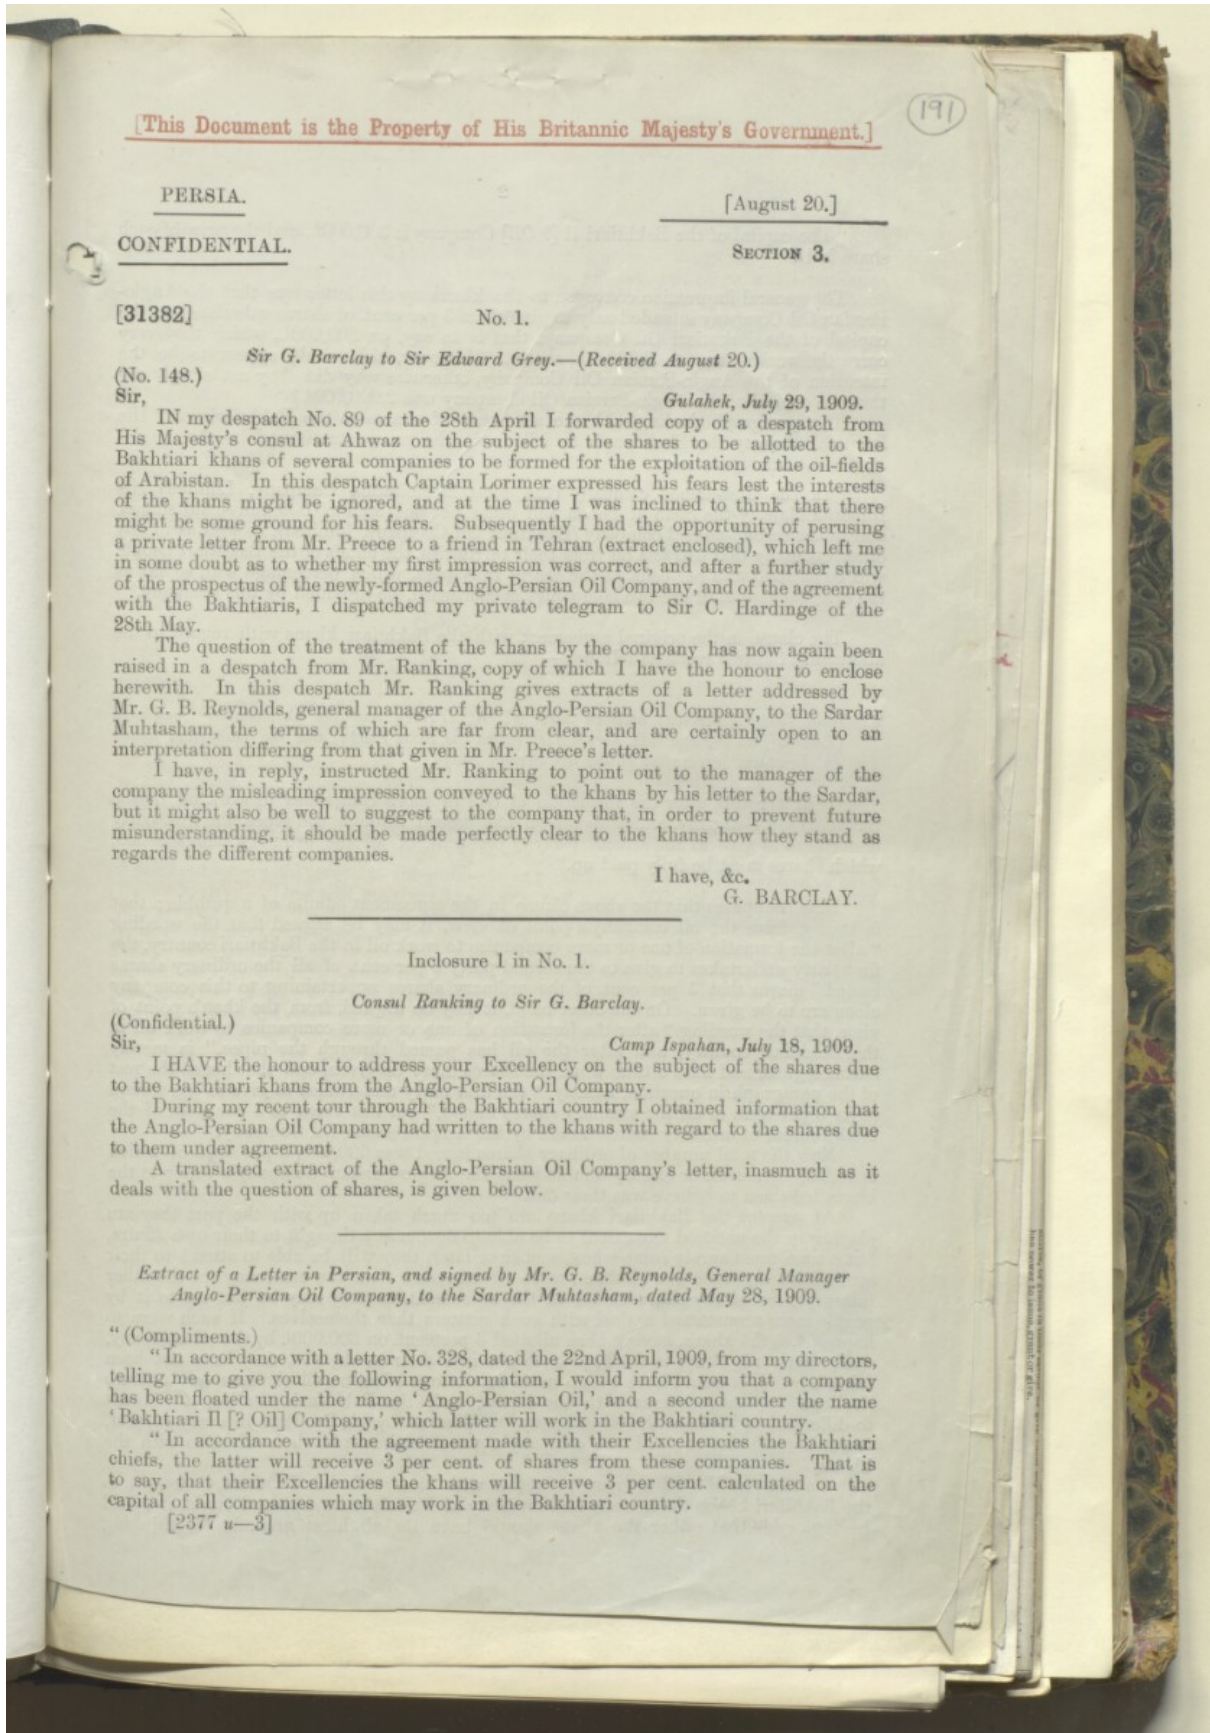 191
[This Document is the Property of His Britannic Majesty's Government.]
PERSIA.
[August 20.]
CONFIDENTIAL.
SECTION 3.
[31382]
No. 1.
Sir G. Barclay to Sir Edward Grey.—(Received August 20.)
(No. 148.)
Sir,
Gulahek, July 29, 1909.
IN my despatch No. 89 of the 28th April I forwarded copy of a despatch from
His Majesty's consul at Ahwaz on the subject of the shares to be allotted to the
Bakhtiari khans of several companies to be formed for the exploitation of the oil-fields
of Arabistan. In this despatch Captain Lorimer expressed his fears lest the interests
of the khans might be ignored, and at the time I was inclined to think that there
might be some ground for his fears. Subsequently I had the opportunity of perusing
a private letter from Mr. Preece to a friend in Tehran (extract enclosed), which left me
in some doubt as to whether my first impression was correct, and after a further study
of the prospectus of the newly-formed Anglo-Persian Oil Company, and of the agreement
with the Bakhtiaris, I dispatched my private telegram to Sir C. Hardinge of the
28th May.
The question of the treatment of the khans by the company has now again been
raised in a despatch from Mr. Ranking, copy of which I have the honour to enclose
herewith. In this despatch Mr. Ranking gives extracts of a letter addressed by
Mr. G. B. Reynolds, general manager of the Anglo-Persian Oil Company, to the Sardar
Muhtasham, the terms of which are far from clear, and are certainly open to an
interpretation differing from that given in Mr. Preece's letter.
I have, in reply, instructed Mr. Ranking to point out to the manager of the
company the misleading impression conveyed to the khans by his letter to the Sardar,
but it might also be well to suggest to the company that, in order to prevent future
misunderstanding, it should be made perfectly clear to the khans how they stand as
regards the different companies.
I have, &c.
G. BARCLAY.
Inclosure 1 in No. 1.
Consul Ranking to Sir G. Barclay.
(Confidential.)
Sir,
Camp Ispahan, July 18, 1909.
I HAVE the honour to address your Excellency on the subject of the shares due
to the Bakhtiari khans from the Anglo-Persian Oil Company.
During my recent tour through the Bakhtiari country I obtained information that
the Anglo-Persian Oil Company had written to the khans with regard to the shares due
to them under agreement.
A translated extract of the Anglo-Persian Oil Company's letter, inasmuch as it
deals with the question of shares, is given below.
Extract of a Letter in Persian, and signed by Mr. G. B. Reynolds, General Manager
Anglo-Persian Oil Company, to the Sardar Muhtasham, dated May 28, 1909.
“ (Compliments.)
“ In accordance with a letter No. 328, dated the 22nd April, 1909, from my directors,
telling me to give you the following information, I would inform you that a company
has been floated under the name ‘ Anglo-Persian Oil,’ and a second under the name
‘ Bakhtiari Il [? Oil] Company,’ which latter will work in the Bakhtiari country.
“ In accordance with the agreement made with their Excellencies the Bakhtiari
chiefs, the latter will receive 3 per cent. of shares from these companies. That is
to say, that their Excellencies the khans will receive 3 per cent. calculated on the
capital of all companies which may work in the Bakhtiari country.
[2377 u—3]